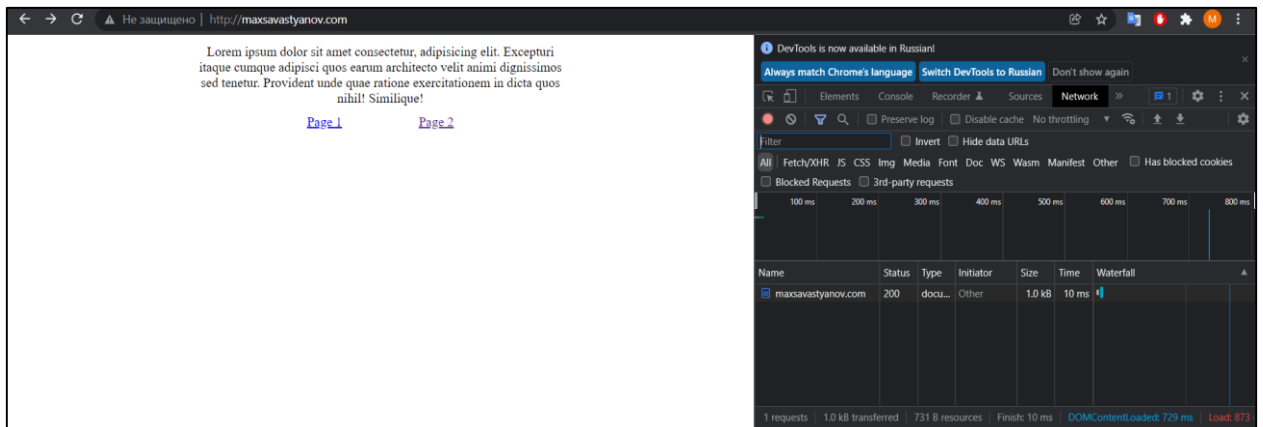 Не защищено | http://maxsavastyanov.com
M
Lorem ipsum dolor sit amet consectetur, adipisicing elit. Excepturi
itaque cumque adipisci quos earum architecto velit animi dignissimos
sed tenetur. Provident unde quae ratione exercitationem in dicta quos
nihil! Similique!
Page 1 Page 2
DevTools is now available in Russian!
Always match Chrome's language Switch DevTools to Russian Don't show again
Elements Console Recorder Sources Network » 1
Preserve log Disable cache No throttling
Filter Invert Hide data URLs
All Fetch/XHR JS CSS Img Media Font Doc WS Wasm Manifest Other Has blocked cookies
Blocked Requests 3rd-party requests
100 ms 200 ms 300 ms 400 ms 500 ms 600 ms 700 ms 800 ms
Name Status Type Initiator Size Time Waterfall
maxsavastyanov.com 200 docu... Other 1.0 kB 10 ms
1 requests 1.0 kB transferred 731 B resources Finish: 10 ms DOMContentLoaded: 729 ms Load: 873